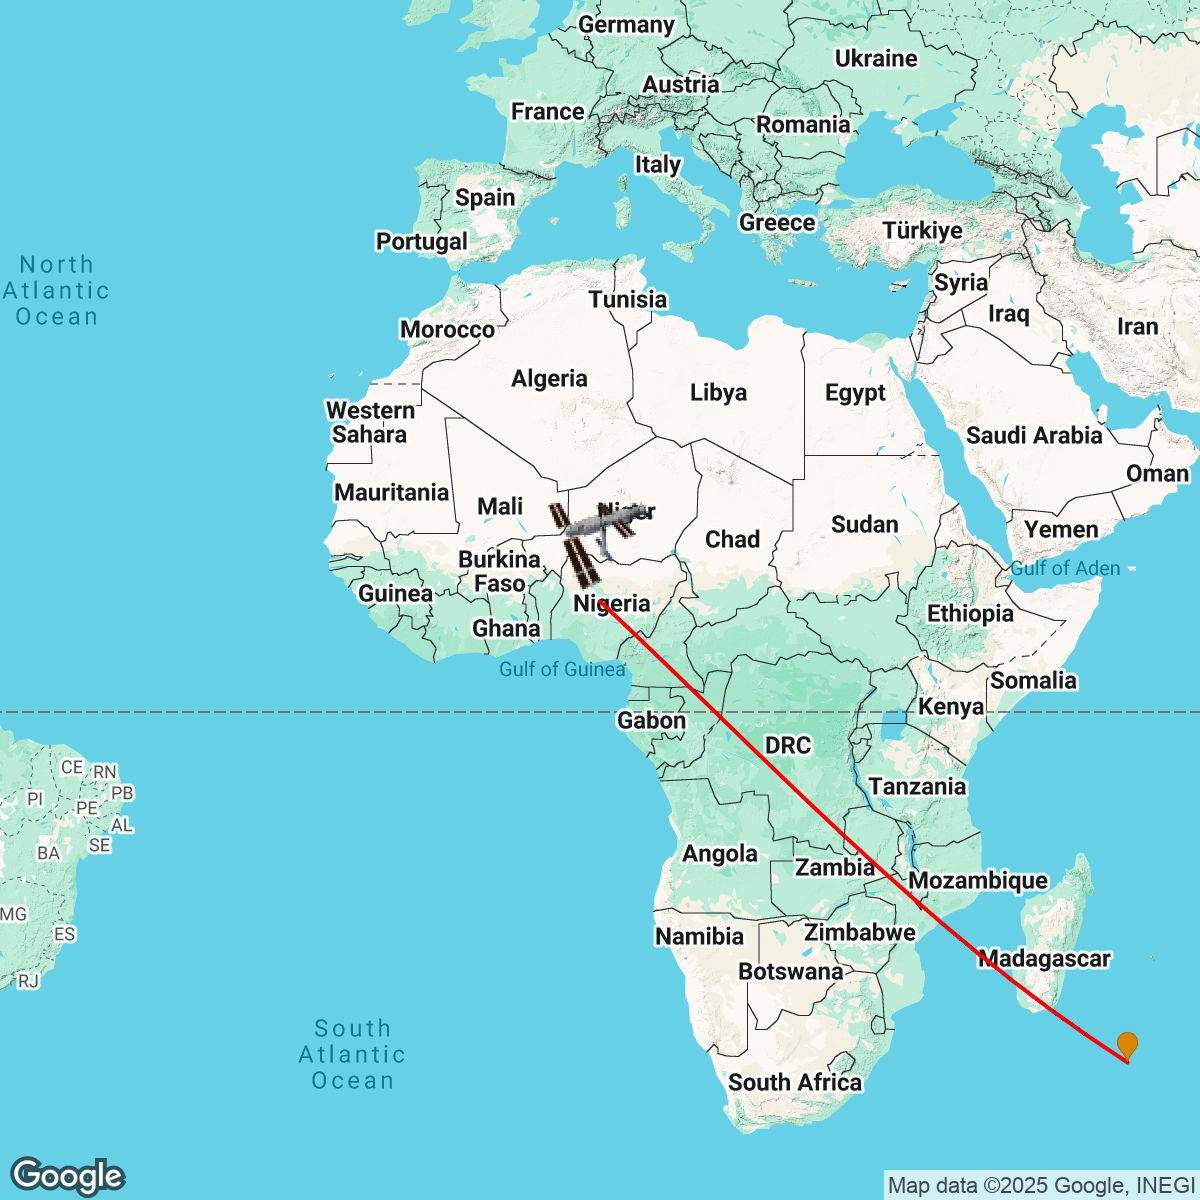 Germany
Ukraine
Austria
France
Romania
Italy
Spain
Greece
Türkiye
Portugal
North
Atlantic
Ocean
Syria
Tunisia
Iraq
Iran
Morocco
Algeria
Libya
Egypt
Western
Sahara
Saudi Arabia
Oman
Mauritania
Mali
Niger
Chad
Sudan
Yemen
Burkina
Faso
Gulf of Aden
Guinea
Nigeria
Ethiopia
Ghana
Gulf of Guinea
Somalia
Kenya
Gabon
DRC
CE
RN
PI
PE
PB
Tanzania
AL
SE
BA
Angola
Zambia
Mozambique
MG
ES
Namibia
Zimbabwe
Madagascar
Botswana
RJ
South
Atlantic
Ocean
South Africa
Google
Map data ©2025 Google, INEGI